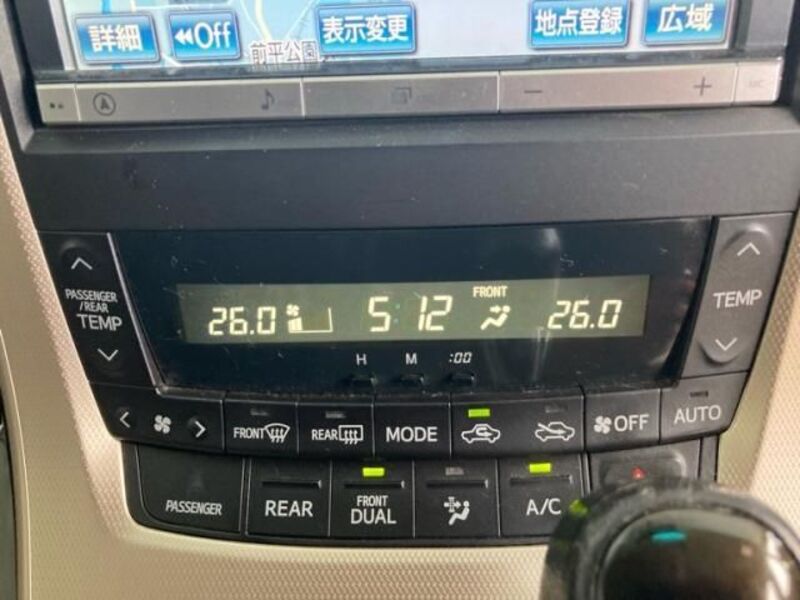 詳細 ◀◀Off 表示変更 地点登録 広域
前平公園
A ♪ − +
PASSENGER
/REAR
TEMP
26.0 5:12 FRONT 26.0
TEMP
H M :00
FRONT REAR MODE OFF AUTO
PASSENGER REAR FRONT DUAL A/C